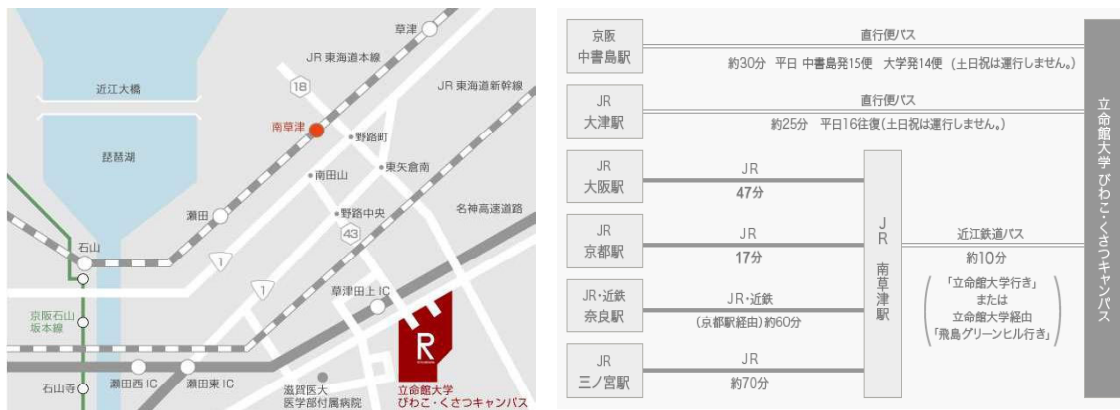 草津
JR 東海道本線
18
JR 東海道新幹線
近江大橋
南草津
野路町
琵琶湖
東矢倉南
南田山
瀬田
野路中央
名神高速道路
43
石山
1
1
草津田上 IC
京阪石山
坂本線
R
瀬田西 IC
瀬田東 IC
石山寺
滋賀医大
医学部付属病院
立命館大学
びわこ・くさつキャンパス
京阪
中書島駅
直行便バス
約30分 平日 中書島発15便 大学発14便 (土日祝は運行しません。)
JR
大津駅
直行便バス
約25分 平日16往復(土日祝は運行しません。)
JR
大阪駅
JR
47分
JR
京都駅
JR
17分
JR・近鉄
奈良駅
JR・近鉄
(京都駅経由)約60分
JR
三ノ宮駅
JR
約70分
JR 南草津駅
近江鉄道バス
約10分
「立命館大学行き」
または
立命館大学経由
「飛島グリーンヒル行き」
立命館大学 びわこ・くさつキャンパス